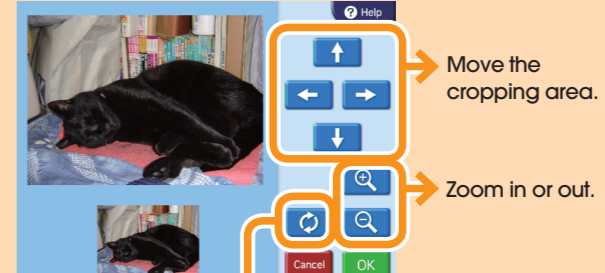 ? Help
Move the
cropping area.
Zoom in or out.
Cancel
OK